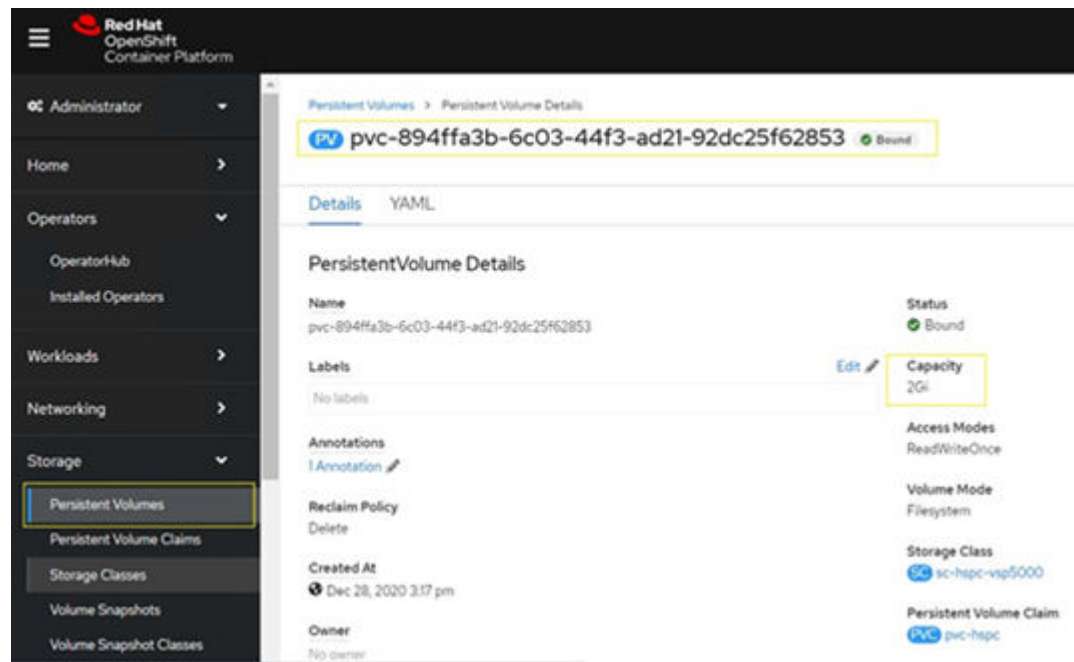 Red Hat
OpenShift
Container Platform
Administrator
Home
Operators
OperatorHub
Installed Operators
Workloads
Networking
Storage
Persistent Volumes
Persistent Volume Claims
Storage Classes
Volume Snapshots
Volume Snapshot Classes
Persistent Volumes > Persistent Volume Details
PV pvc-894ffa3b-6c03-44f3-ad21-92dc25f62853 Bound
Details YAML
PersistentVolume Details
Name
pvc-894ffa3b-6c03-44f3-ad21-92dc25f62853
Labels Edit
No labels
Annotations
1 Annotation
Reclaim Policy
Delete
Created At
Dec 28, 2020 3:17 pm
Owner
No owner
Status
Bound
Capacity
2Gi
Access Modes
ReadWriteOnce
Volume Mode
Filesystem
Storage Class
SC sc-hspc-vsp5000
Persistent Volume Claim
PVC pvc-hspc